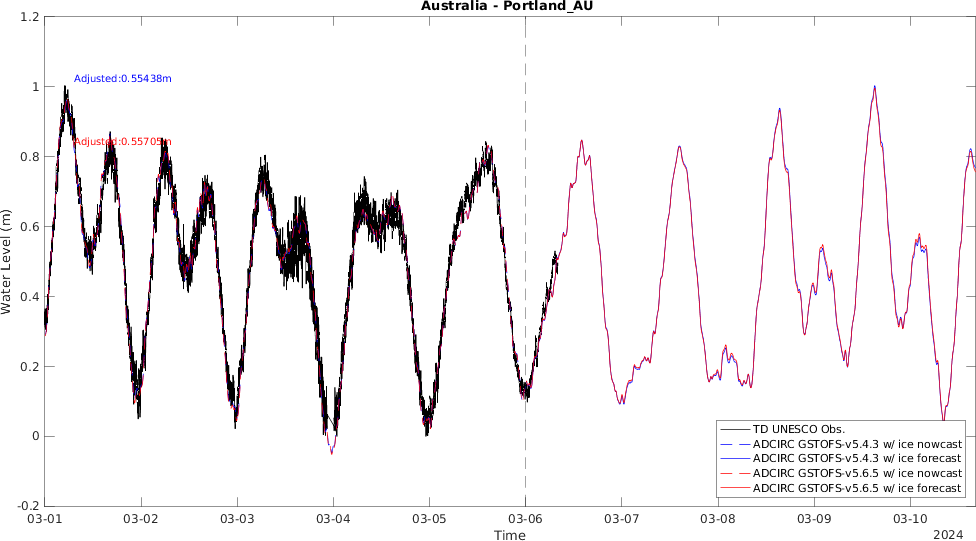 Australia - Portland_AU
1.2
1
0.8
0.6
0.4
0.2
0
-0.2
Water Level (m)
Adjusted:0.55438m
Adjusted:0.55705m
TD UNESCO Obs.
ADCIRC GSTOFS-v5.4.3 w/ ice nowcast
ADCIRC GSTOFS-v5.4.3 w/ ice forecast
ADCIRC GSTOFS-v5.6.5 w/ ice nowcast
ADCIRC GSTOFS-v5.6.5 w/ ice forecast
03-01 03-02 03-03 03-04 03-05 03-06 03-07 03-08 03-09 03-10
Time
2024